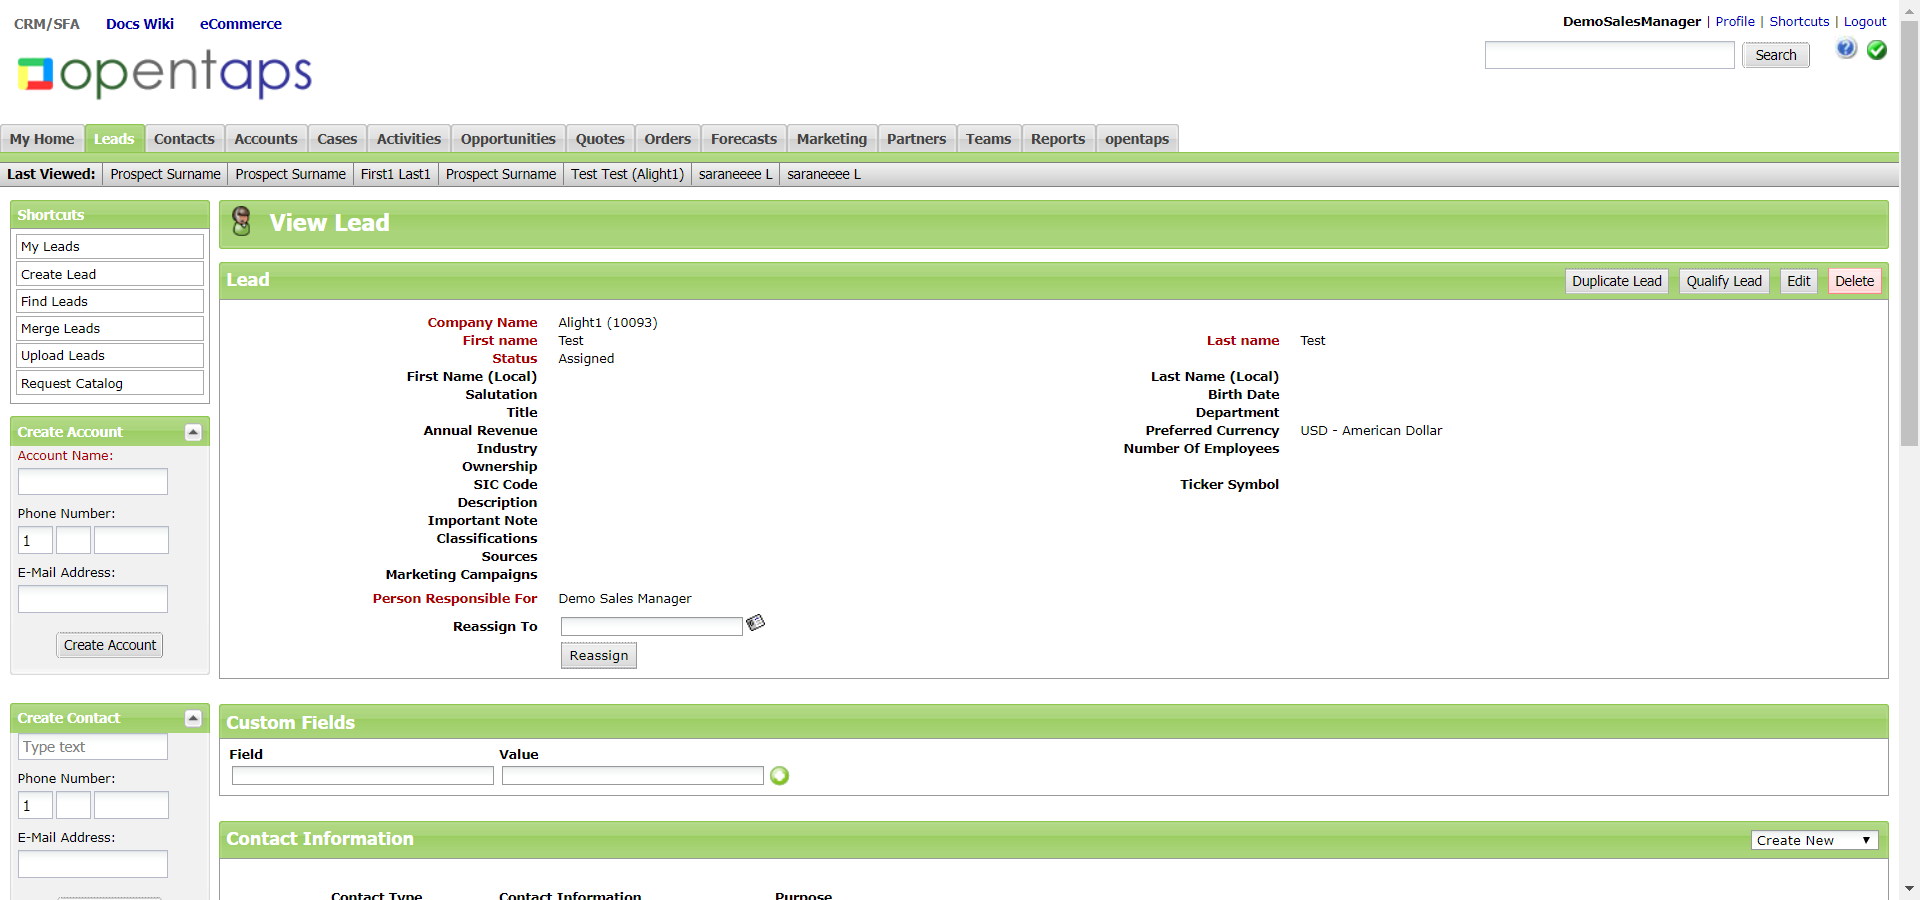 CRM/SFA Docs Wiki eCommerce
DemoSalesManager | Profile | Shortcuts | Logout
opentaps
Search
My Home Leads Contacts Accounts Cases Activities Opportunities Quotes Orders Forecasts Marketing Partners Teams Reports opentaps
Last Viewed: Prospect Surname Prospect Surname First1 Last1 Prospect Surname Test Test (Alight1) saraneeee L saraneeee L
Shortcuts
My Leads
Create Lead
Find Leads
Merge Leads
Upload Leads
Request Catalog
Create Account
Account Name:
Phone Number:
1
E-Mail Address:
Create Account
Create Contact
Type text
Phone Number:
1
E-Mail Address:
View Lead
Lead
Duplicate Lead Qualify Lead Edit Delete
Company Name Alight1 (10093)
First name Test Last name Test
Status Assigned
First Name (Local) Last Name (Local)
Salutation Birth Date
Title Department
Annual Revenue Preferred Currency USD - American Dollar
Industry Number Of Employees
Ownership
SIC Code Ticker Symbol
Description
Important Note
Classifications
Sources
Marketing Campaigns
Person Responsible For Demo Sales Manager
Reassign To
Reassign
Custom Fields
Field Value
Contact Information
Create New
Contact Type Contact Information Purpose